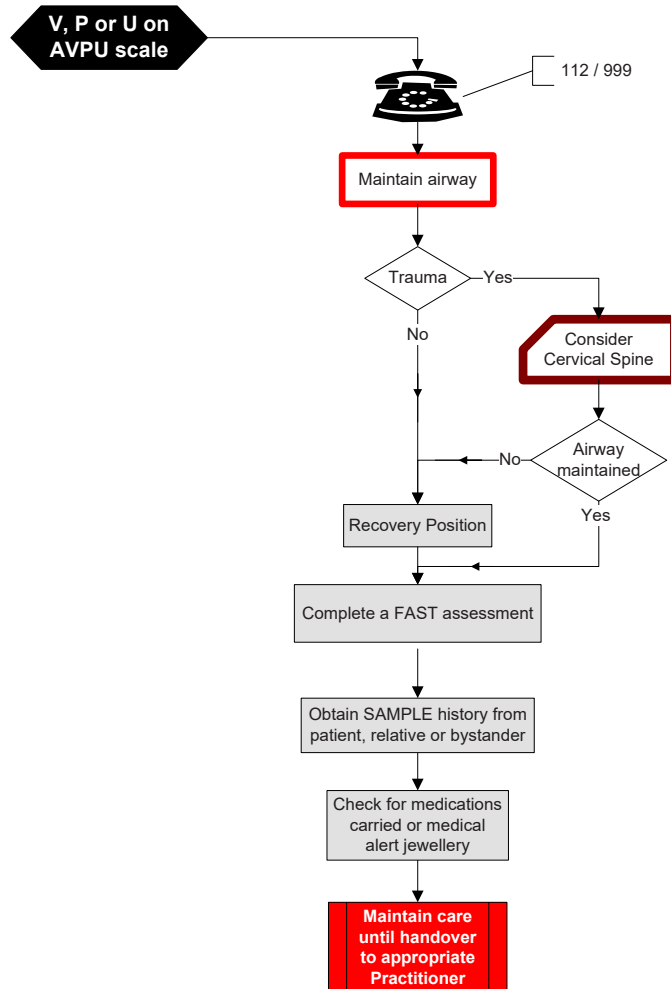 V, P or U on
AVPU scale
112 / 999
Maintain airway
Trauma
Yes
No
Consider
Cervical Spine
Airway
maintained
No
Yes
Recovery Position
Complete a FAST assessment
Obtain SAMPLE history from
patient, relative or bystander
Check for medications
carried or medical
alert jewellery
Maintain care
until handover
to appropriate
Practitioner